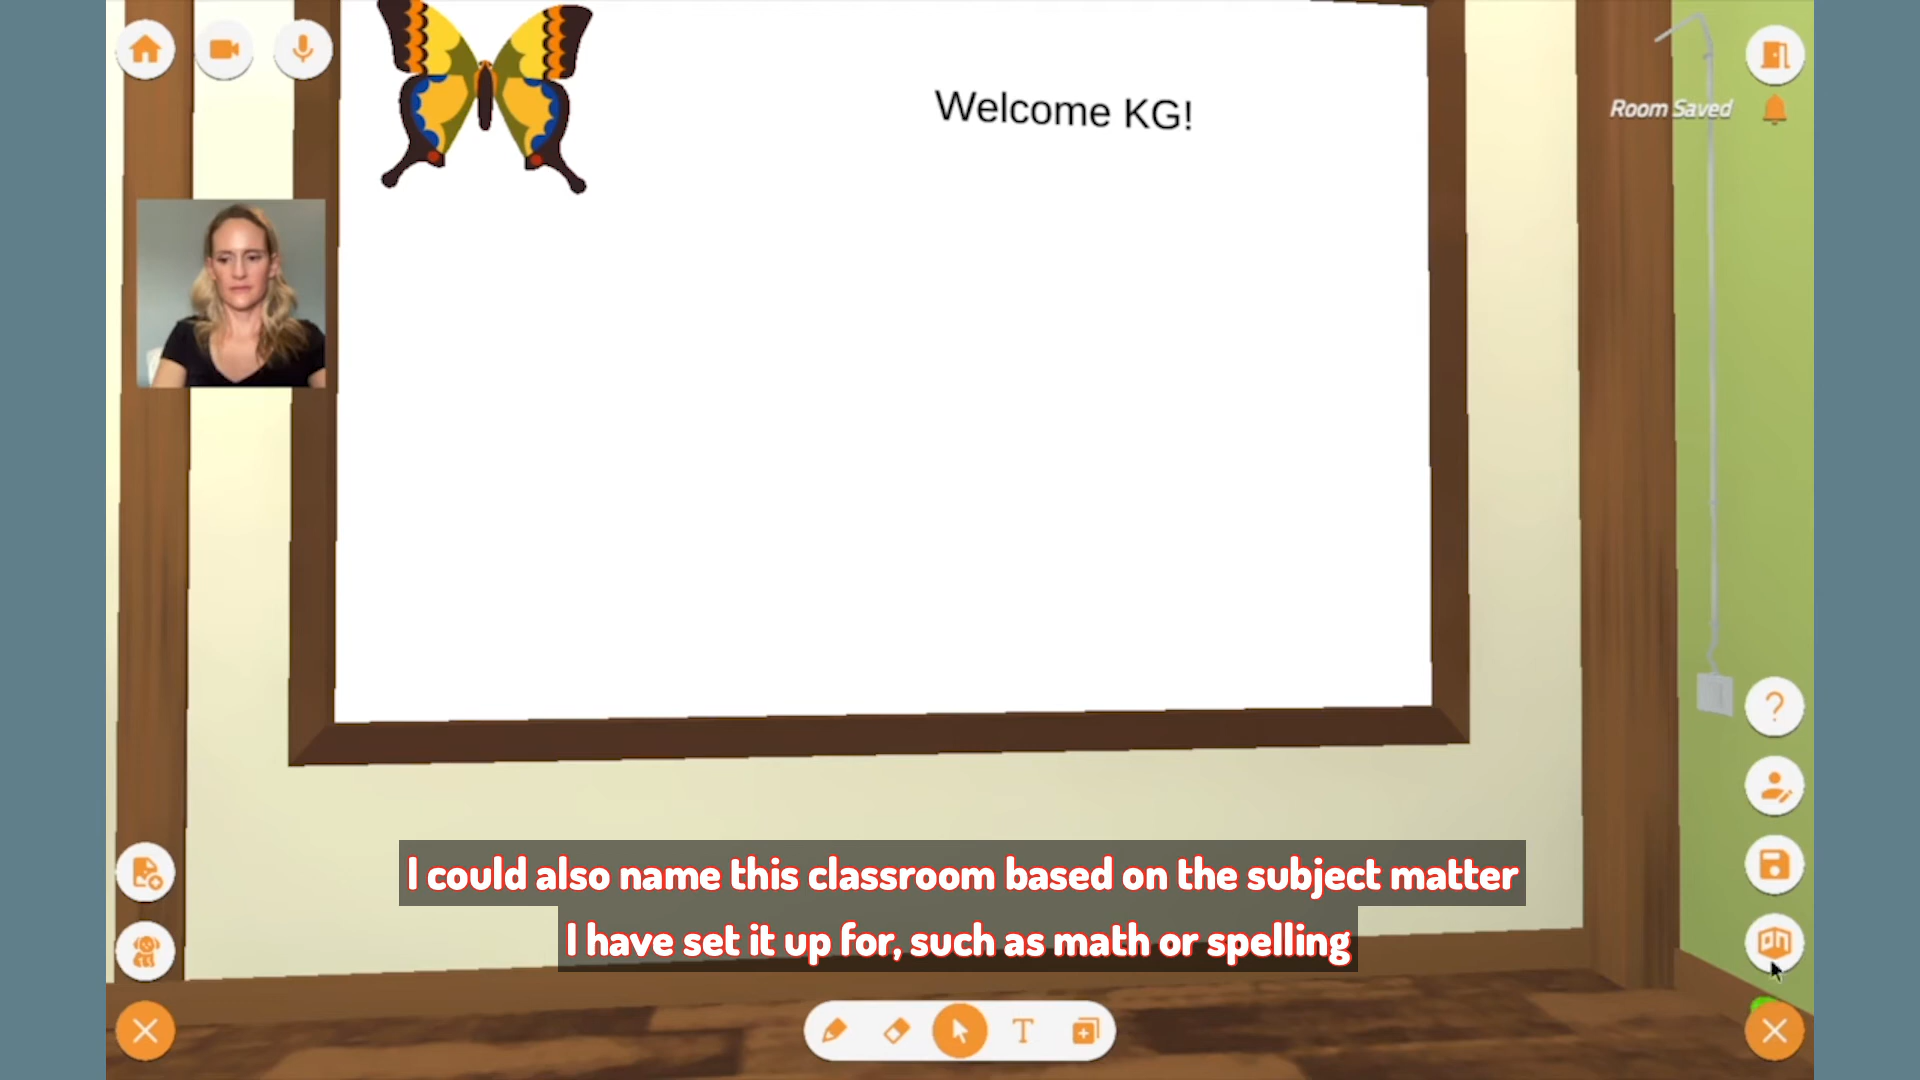 Welcome KG!
Room Saved
I could also name this classroom based on the subject matter
I have set it up for, such as math or spelling